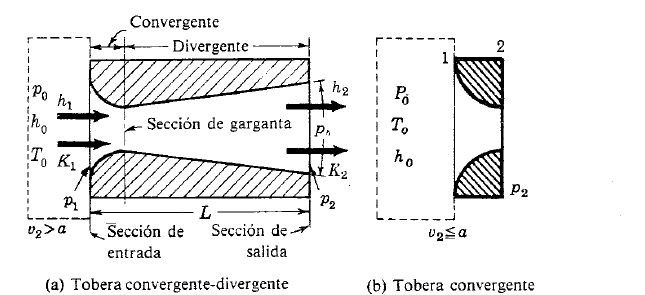 Convergente
Divergente
p₀
h₁
h₀
T₀
K₁
p₁
Sección de garganta
h₂
K₂
p₂
L
v₂>a
Sección de
entrada
Sección de
salida
(a) Tobera convergente-divergente
1
2
P₀
T₀
h₀
p₂
v₂≦a
(b) Tobera convergente